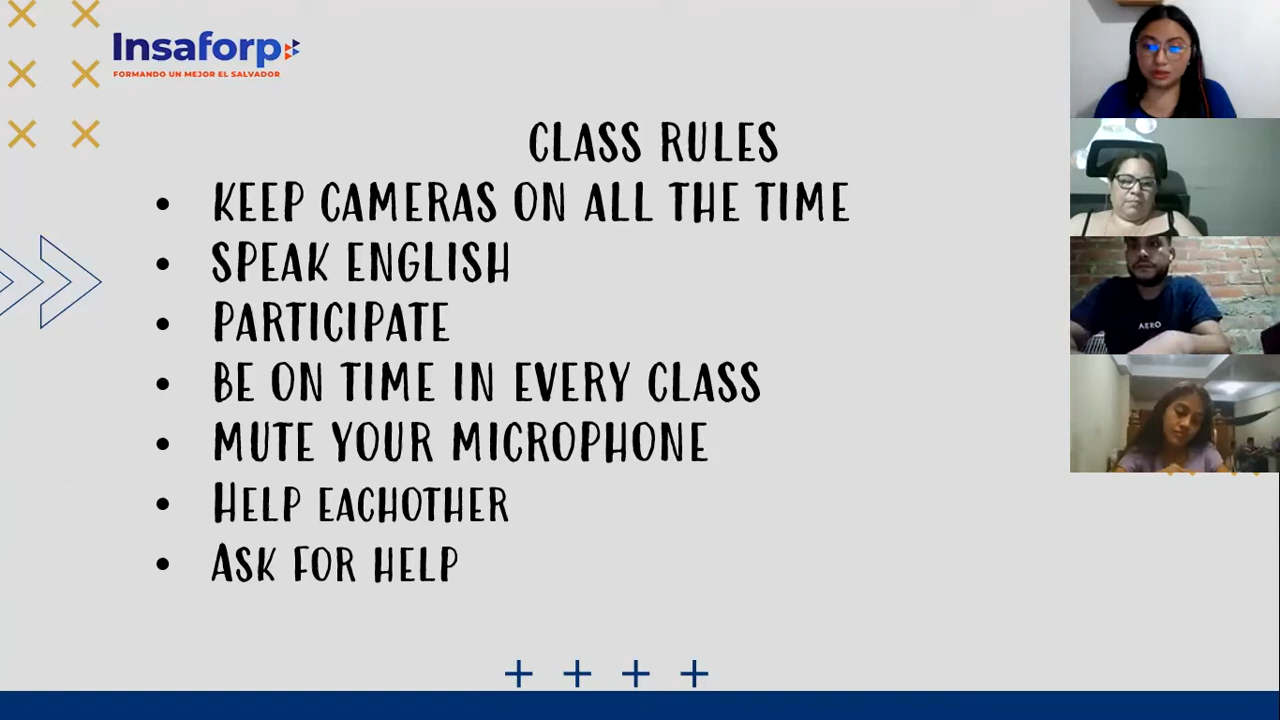 Insaforp
FORMANDO UN MEJOR EL SALVADOR
CLASS RULES
• KEEP CAMERAS ON ALL THE TIME
• SPEAK ENGLISH
• PARTICIPATE
• BE ON TIME IN EVERY CLASS
• MUTE YOUR MICROPHONE
• HELP EACHOTHER
• ASK FOR HELP
AERO